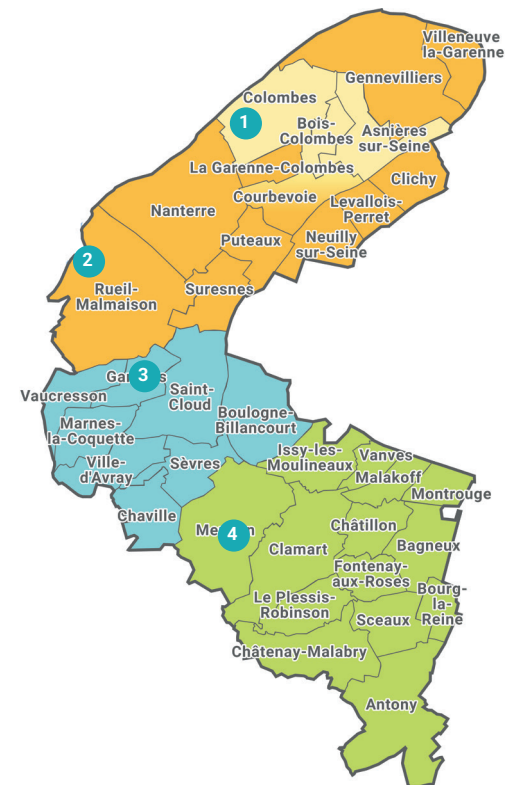 Villeneuve
la-Garenne
Gennevilliers
Colombes
1
Bois-
Colombes
Asnières
sur-Seine
La Garenne-Colombes
Clichy
Courbevoie
Levallois-
Perret
Nanterre
Puteaux
Neuilly
sur-Seine
2
Rueil-
Malmaison
Suresnes
3
Vaucresson
Saint-
Cloud
Marnes-
la-Coquette
Boulogne-
Billancourt
Ville-
d'Avray
Sèvres
Issy-les-
Moulineaux
Vanves
Malakoff
Montrouge
Chaville
4
Châtillon
Clamart
Bagneux
Fontenay-
aux-Roses
Bourg-
la-
Reine
Le Plessis-
Robinson
Sceaux
Châtenay-Malabry
Antony